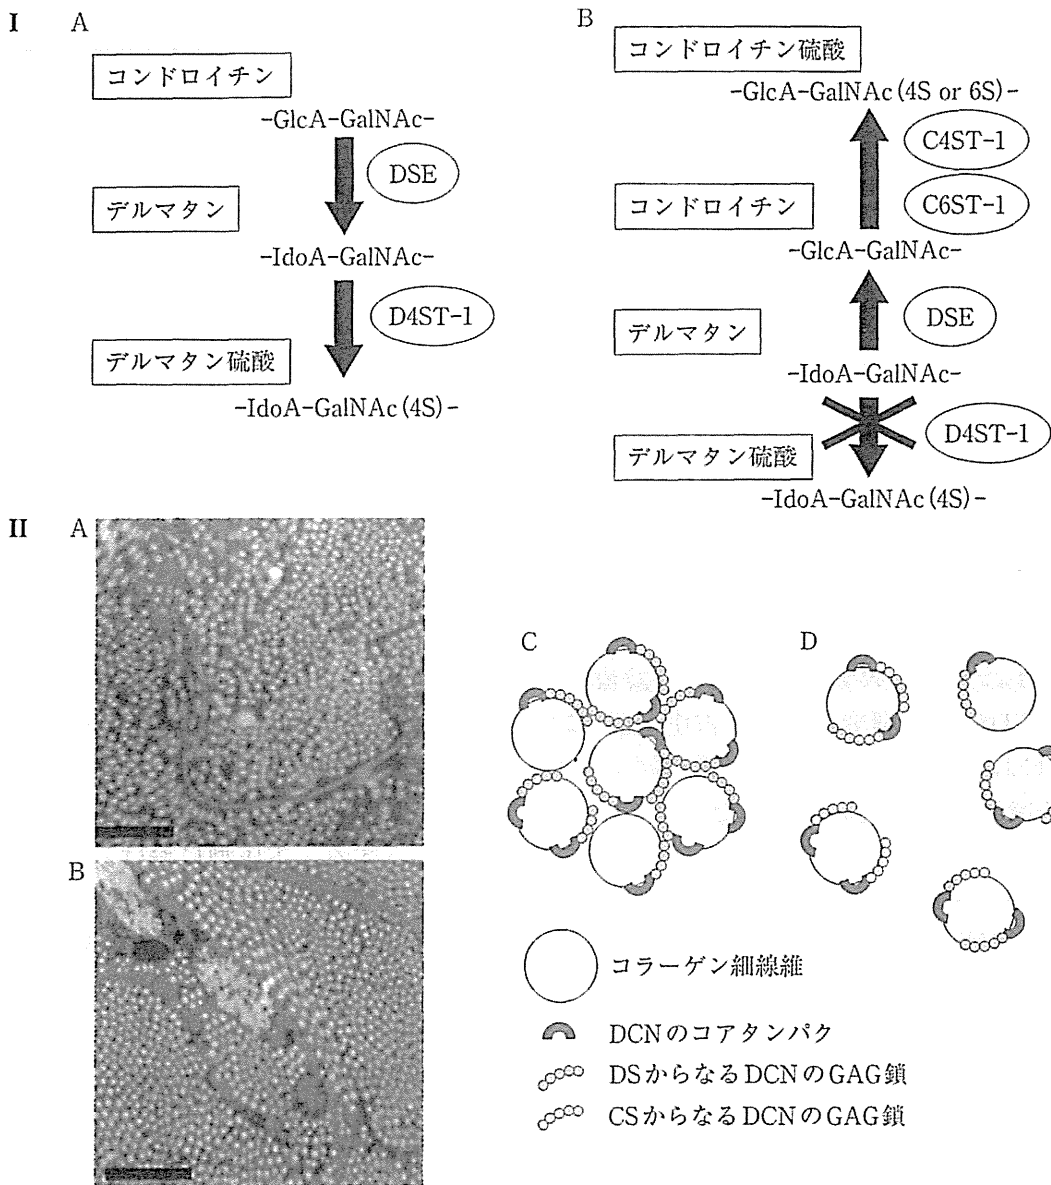 I A
コンドロイチン
-GlcA-GalNAc-
DSE
デルマタン
-IdoA-GalNAc-
D4ST-1
デルマタン硫酸
-IdoA-GalNAc(4S)-
B
コンドロイチン硫酸
-GlcA-GalNAc(4S or 6S)-
C4ST-1
コンドロイチン
C6ST-1
-GlcA-GalNAc-
DSE
デルマタン
-IdoA-GalNAc-
D4ST-1
デルマタン硫酸
-IdoA-GalNAc(4S)-
II A
B
C
D
コラーゲン細線維
DCNのコアタンパク
DSからなるDCNのGAG鎖
CSからなるDCNのGAG鎖